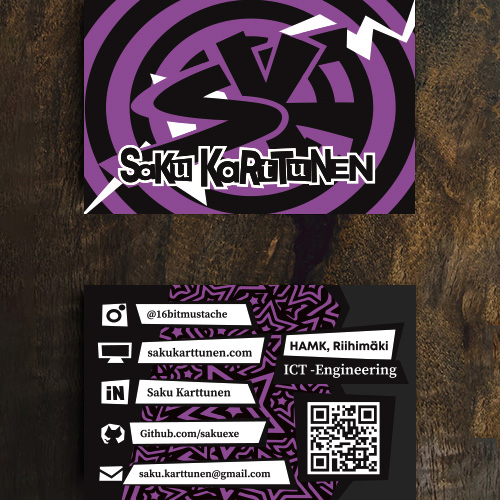 SK
SaKu KaRttuNEN
@16bitmustache
sakukarttunen.com
iN
Saku Karttunen
Github.com/sakuexe
saku.karttunen@gmail.com
HAMK, Riihimäki
ICT -Engineering